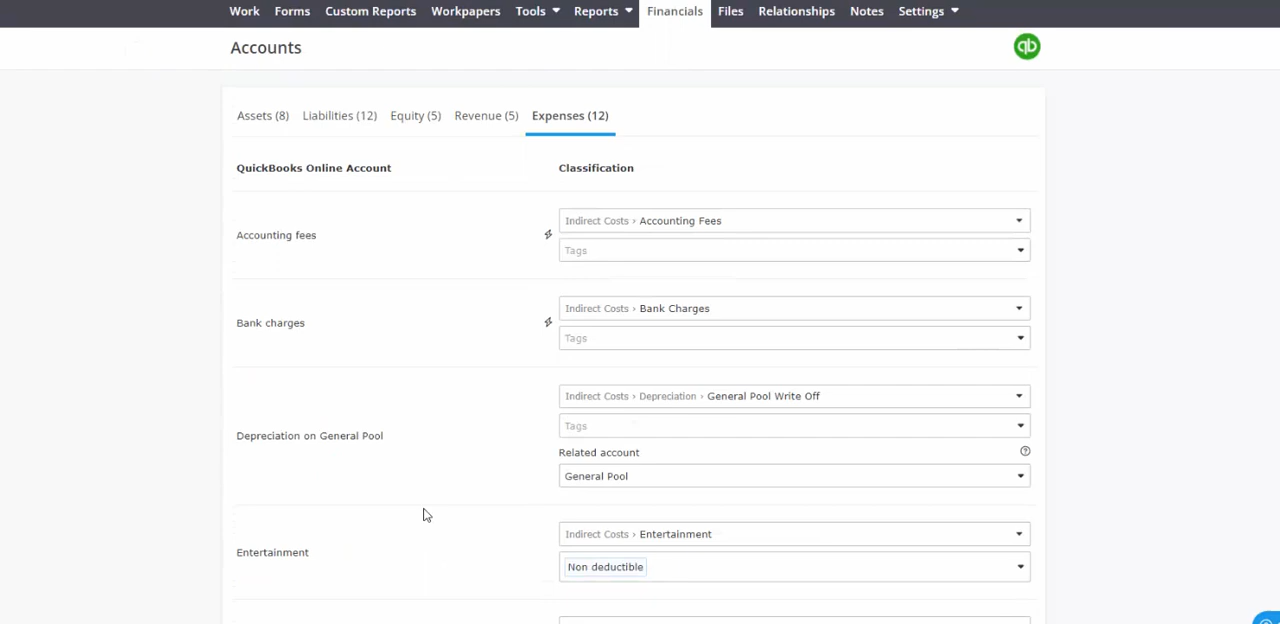 Work Forms Custom Reports Workpapers Tools Reports Financials Files Relationships Notes Settings
Accounts
qb
Assets (8) Liabilities (12) Equity (5) Revenue (5) Expenses (12)
QuickBooks Online Account Classification
Accounting fees
Indirect Costs › Accounting Fees
Tags
Bank charges
Indirect Costs › Bank Charges
Tags
Depreciation on General Pool
Indirect Costs › Depreciation › General Pool Write Off
Tags
Related account
General Pool
Entertainment
Indirect Costs › Entertainment
Non deductible